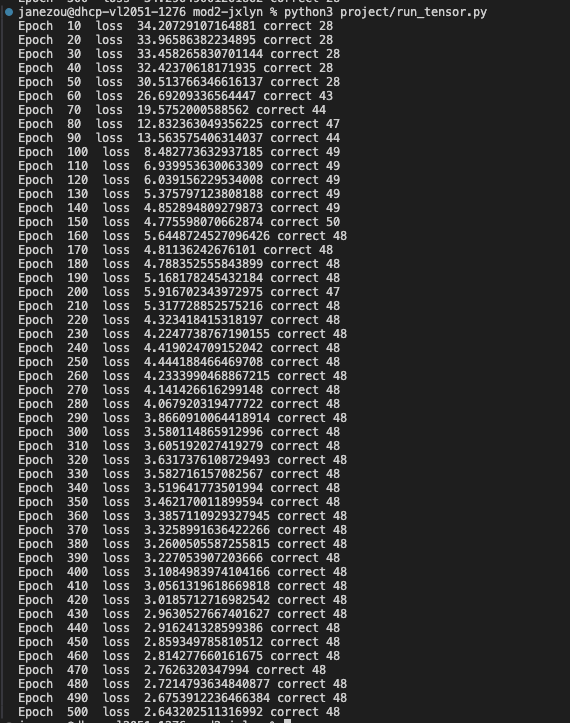 janezou@dhcp-vl2051-1276 mod2-jxlyn % python3 project/run_tensor.py
Epoch 10 loss 34.20729107164881 correct 28
Epoch 20 loss 33.96586382234895 correct 28
Epoch 30 loss 33.458265830701144 correct 28
Epoch 40 loss 32.42370618171935 correct 28
Epoch 50 loss 30.513766346616137 correct 28
Epoch 60 loss 26.69209336564447 correct 43
Epoch 70 loss 19.5752000588562 correct 44
Epoch 80 loss 12.832363049356225 correct 47
Epoch 90 loss 13.563575406314037 correct 44
Epoch 100 loss 8.482773632937185 correct 49
Epoch 110 loss 6.939953630063309 correct 49
Epoch 120 loss 6.039156229534008 correct 49
Epoch 130 loss 5.375797123808188 correct 49
Epoch 140 loss 4.852894809279873 correct 49
Epoch 150 loss 4.775598070662874 correct 50
Epoch 160 loss 5.6448724527096426 correct 48
Epoch 170 loss 4.81136242676101 correct 48
Epoch 180 loss 4.788352555843899 correct 48
Epoch 190 loss 5.168178245432184 correct 48
Epoch 200 loss 5.916702343972975 correct 47
Epoch 210 loss 5.317728852575216 correct 48
Epoch 220 loss 4.323418415318197 correct 48
Epoch 230 loss 4.2247738767190155 correct 48
Epoch 240 loss 4.419024709152042 correct 48
Epoch 250 loss 4.444188466469708 correct 48
Epoch 260 loss 4.2333990468867215 correct 48
Epoch 270 loss 4.141426616299148 correct 48
Epoch 280 loss 4.067920319477722 correct 48
Epoch 290 loss 3.8660910064418914 correct 48
Epoch 300 loss 3.580114865912996 correct 48
Epoch 310 loss 3.605192027419279 correct 48
Epoch 320 loss 3.6317376108729493 correct 48
Epoch 330 loss 3.582716157082567 correct 48
Epoch 340 loss 3.519641773501994 correct 48
Epoch 350 loss 3.462170011899594 correct 48
Epoch 360 loss 3.3857110929327945 correct 48
Epoch 370 loss 3.3258991636422266 correct 48
Epoch 380 loss 3.2600505587255815 correct 48
Epoch 390 loss 3.227053907203666 correct 48
Epoch 400 loss 3.1084983974104166 correct 48
Epoch 410 loss 3.0561319618669818 correct 48
Epoch 420 loss 3.0185712716982542 correct 48
Epoch 430 loss 2.9630527667401627 correct 48
Epoch 440 loss 2.916241328599386 correct 48
Epoch 450 loss 2.859349785810512 correct 48
Epoch 460 loss 2.814277660161675 correct 48
Epoch 470 loss 2.7626320347994 correct 48
Epoch 480 loss 2.7214793634840877 correct 48
Epoch 490 loss 2.6753912236466384 correct 48
Epoch 500 loss 2.643202511316992 correct 48